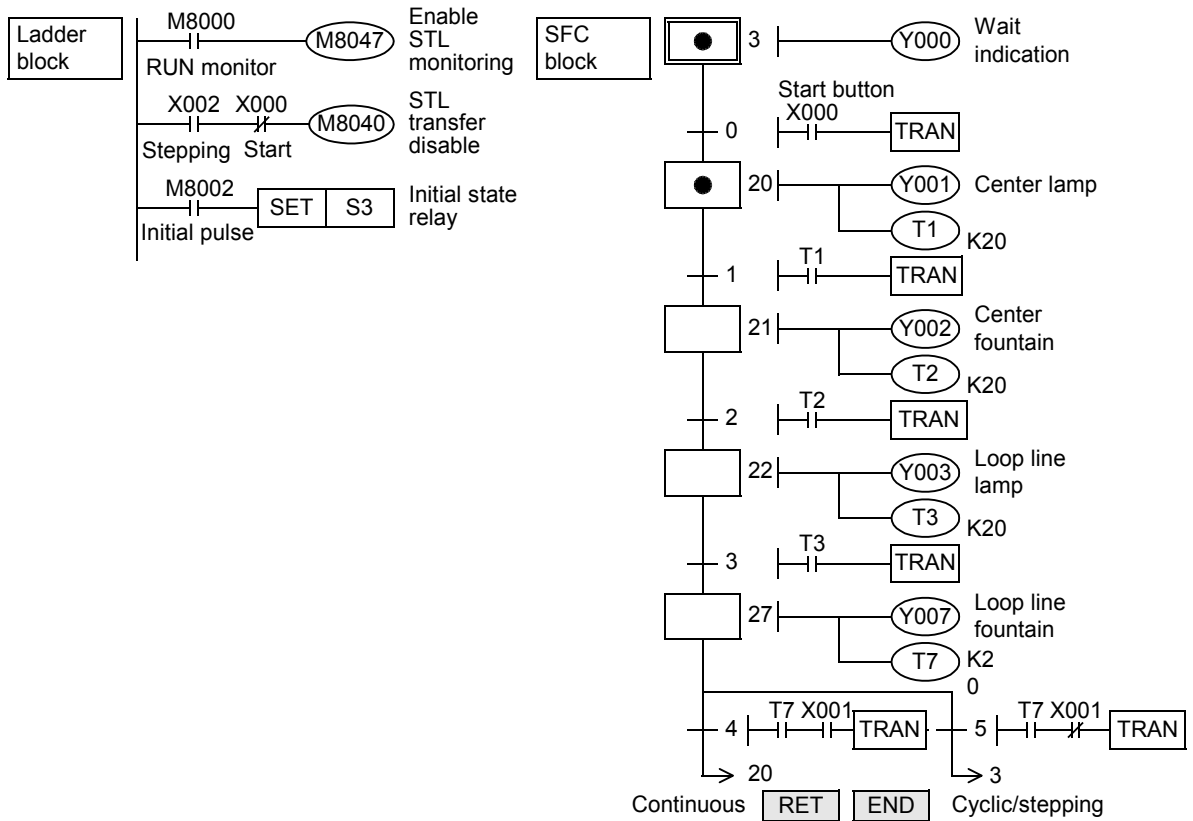 Ladder
block
M8000
M8047
Enable
STL
monitoring
RUN monitor
X002 X000
M8040
STL
transfer
disable
Stepping Start
M8002
SET S3
Initial state
relay
Initial pulse
SFC
block
3
Y000
Wait
indication
Start button
X000
0
TRAN
20
Y001
Center lamp
T1
K20
1
T1
TRAN
21
Y002
Center
fountain
T2
K20
2
T2
TRAN
22
Y003
Loop line
lamp
T3
K20
3
T3
TRAN
27
Y007
Loop line
fountain
T7
K2
0
4
T7 X001
TRAN
5
T7 X001
TRAN
20
3
Continuous
RET
END
Cyclic/stepping